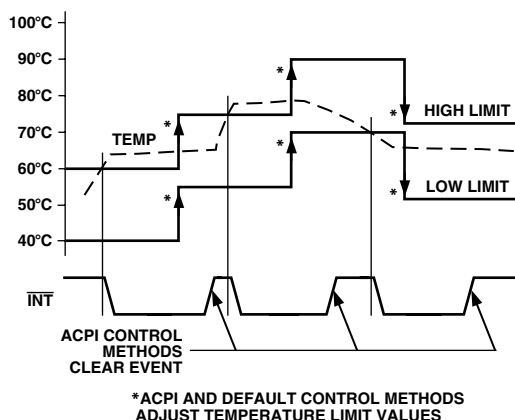 100°C
90°C
*
80°C
*
HIGH LIMIT
TEMP
*
70°C
*
60°C
LOW LIMIT
*
50°C
*
40°C
INT
ACPI CONTROL
METHODS
CLEAR EVENT
*ACPI AND DEFAULT CONTROL METHODS
ADJUST TEMPERATURE LIMIT VALUES